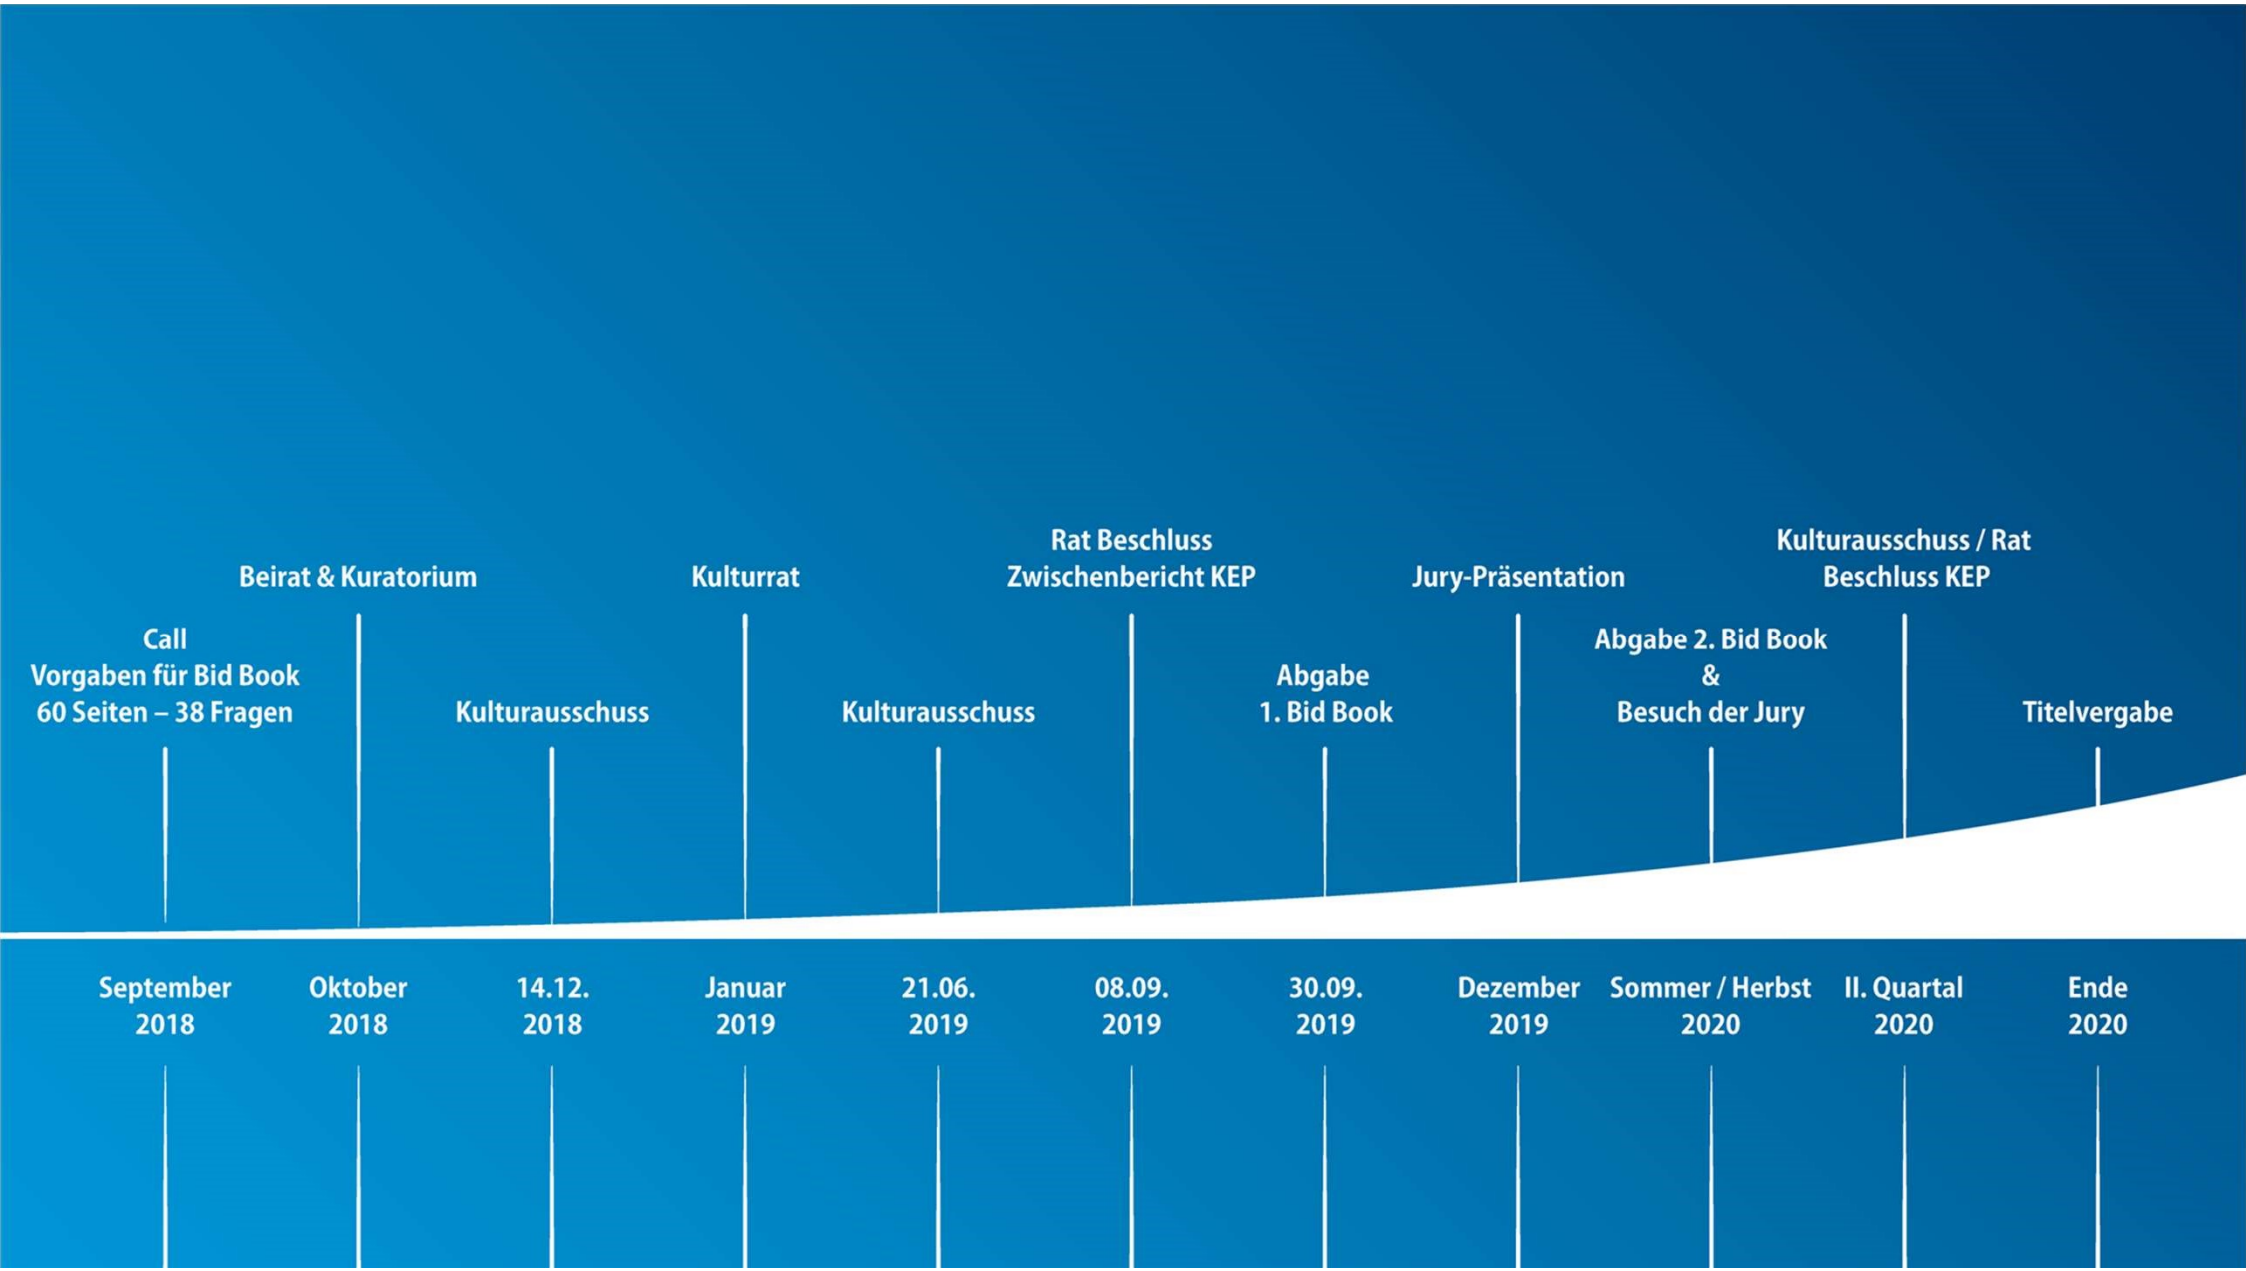 Call
Vorgaben für Bid Book
60 Seiten – 38 Fragen
Beirat & Kuratorium
Kulturausschuss
Kulturrat
Kulturausschuss
Rat Beschluss
Zwischenbericht KEP
Abgabe
1. Bid Book
Jury-Präsentation
Abgabe 2. Bid Book
&
Besuch der Jury
Kulturausschuss / Rat
Beschluss KEP
Titelvergabe
September
2018
Oktober
2018
14.12.
2018
Januar
2019
21.06.
2019
08.09.
2019
30.09.
2019
Dezember
2019
Sommer / Herbst
2020
II. Quartal
2020
Ende
2020